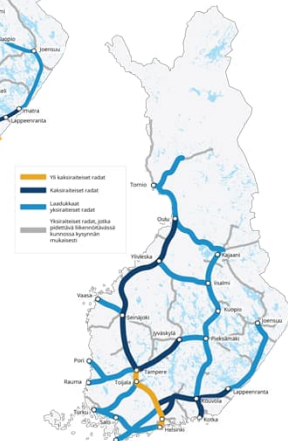 Joensuu
Imatra
Lappeenranta
Yli kaksiraiteiset radat
Kaksiraiteiset radat
Laadukkaat
yksiraiteiset radat
Yksiraiteiset radat, jotka
pidettävä liikennöitävässä
kunnossa kysynnän
mukaisesti
Tornio
Oulu
Kajaani
Ylivieska
Iisalmi
Vaasa
Kuopio
Seinäjoki
Joensuu
Jyväskylä
Pieksämäki
Pori
Tampere
Rauma
Toijala
Lappeenranta
Kouvola
Turku
Salo
Kotka
Helsinki